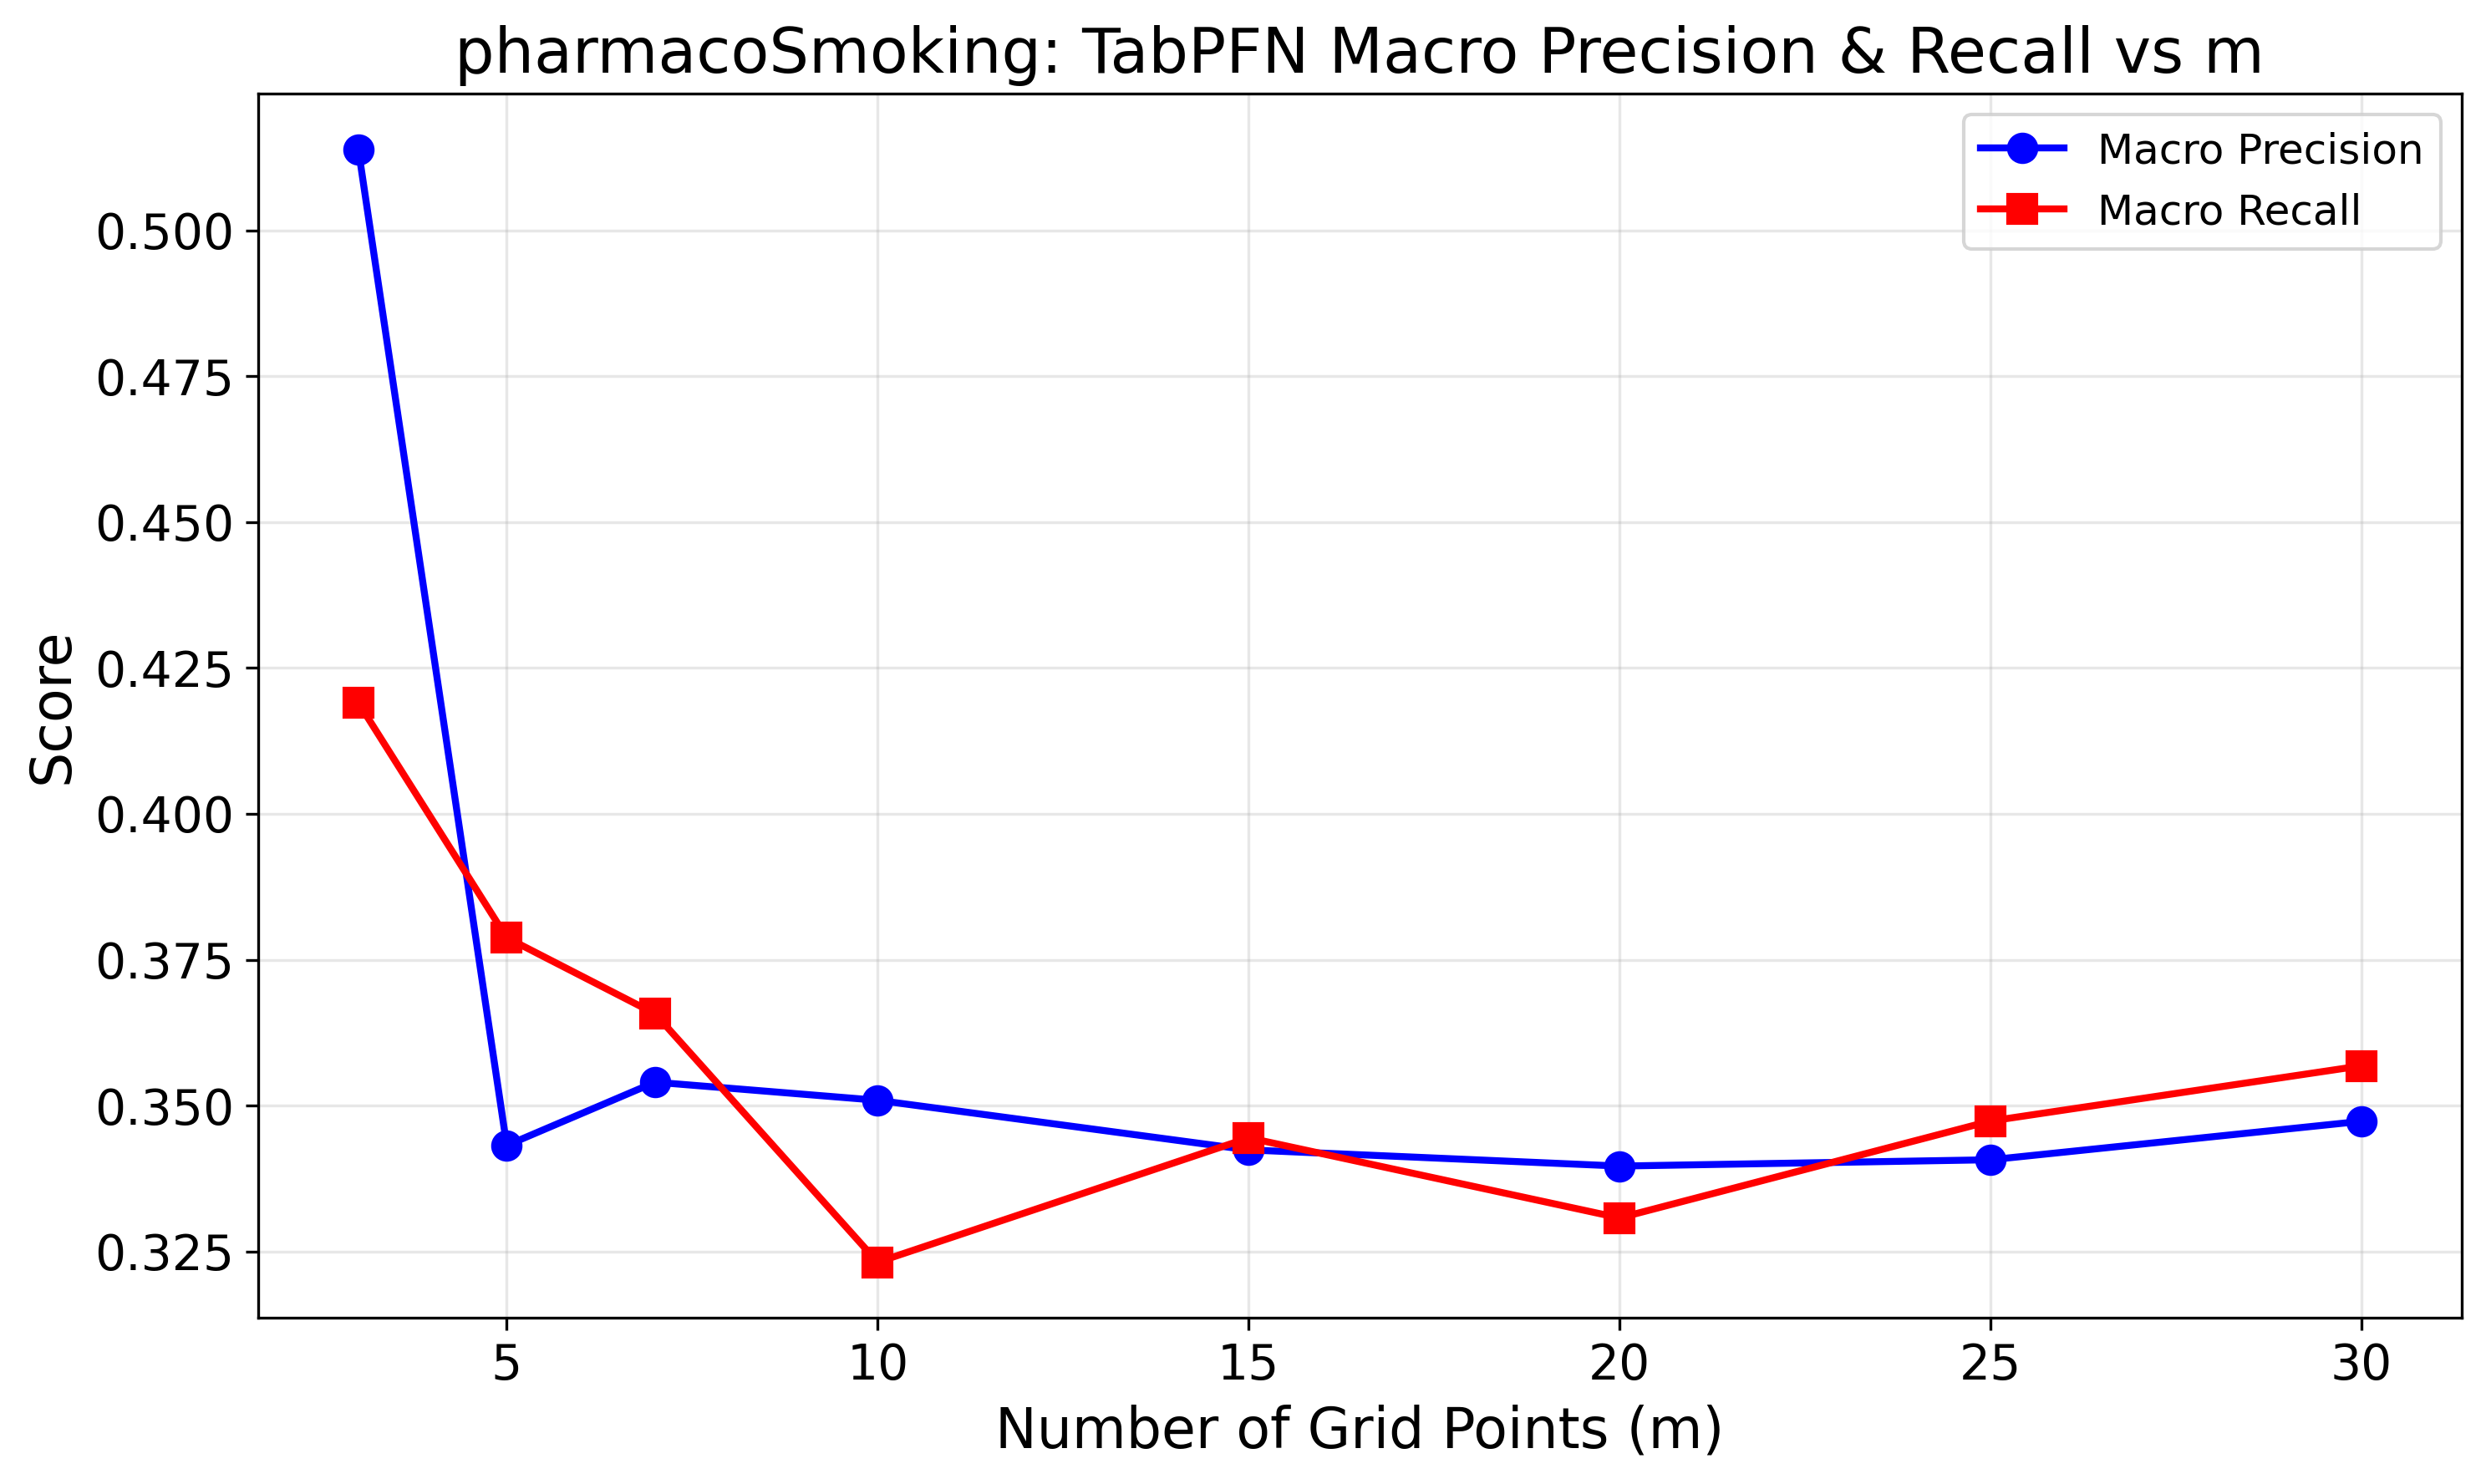 pharmacoSmoking: TabPFN Macro Precision & Recall vs m
Macro Precision
Macro Recall
0.500
0.475
0.450
0.425
0.400
0.375
0.350
0.325
Score
5 10 15 20 25 30
Number of Grid Points (m)